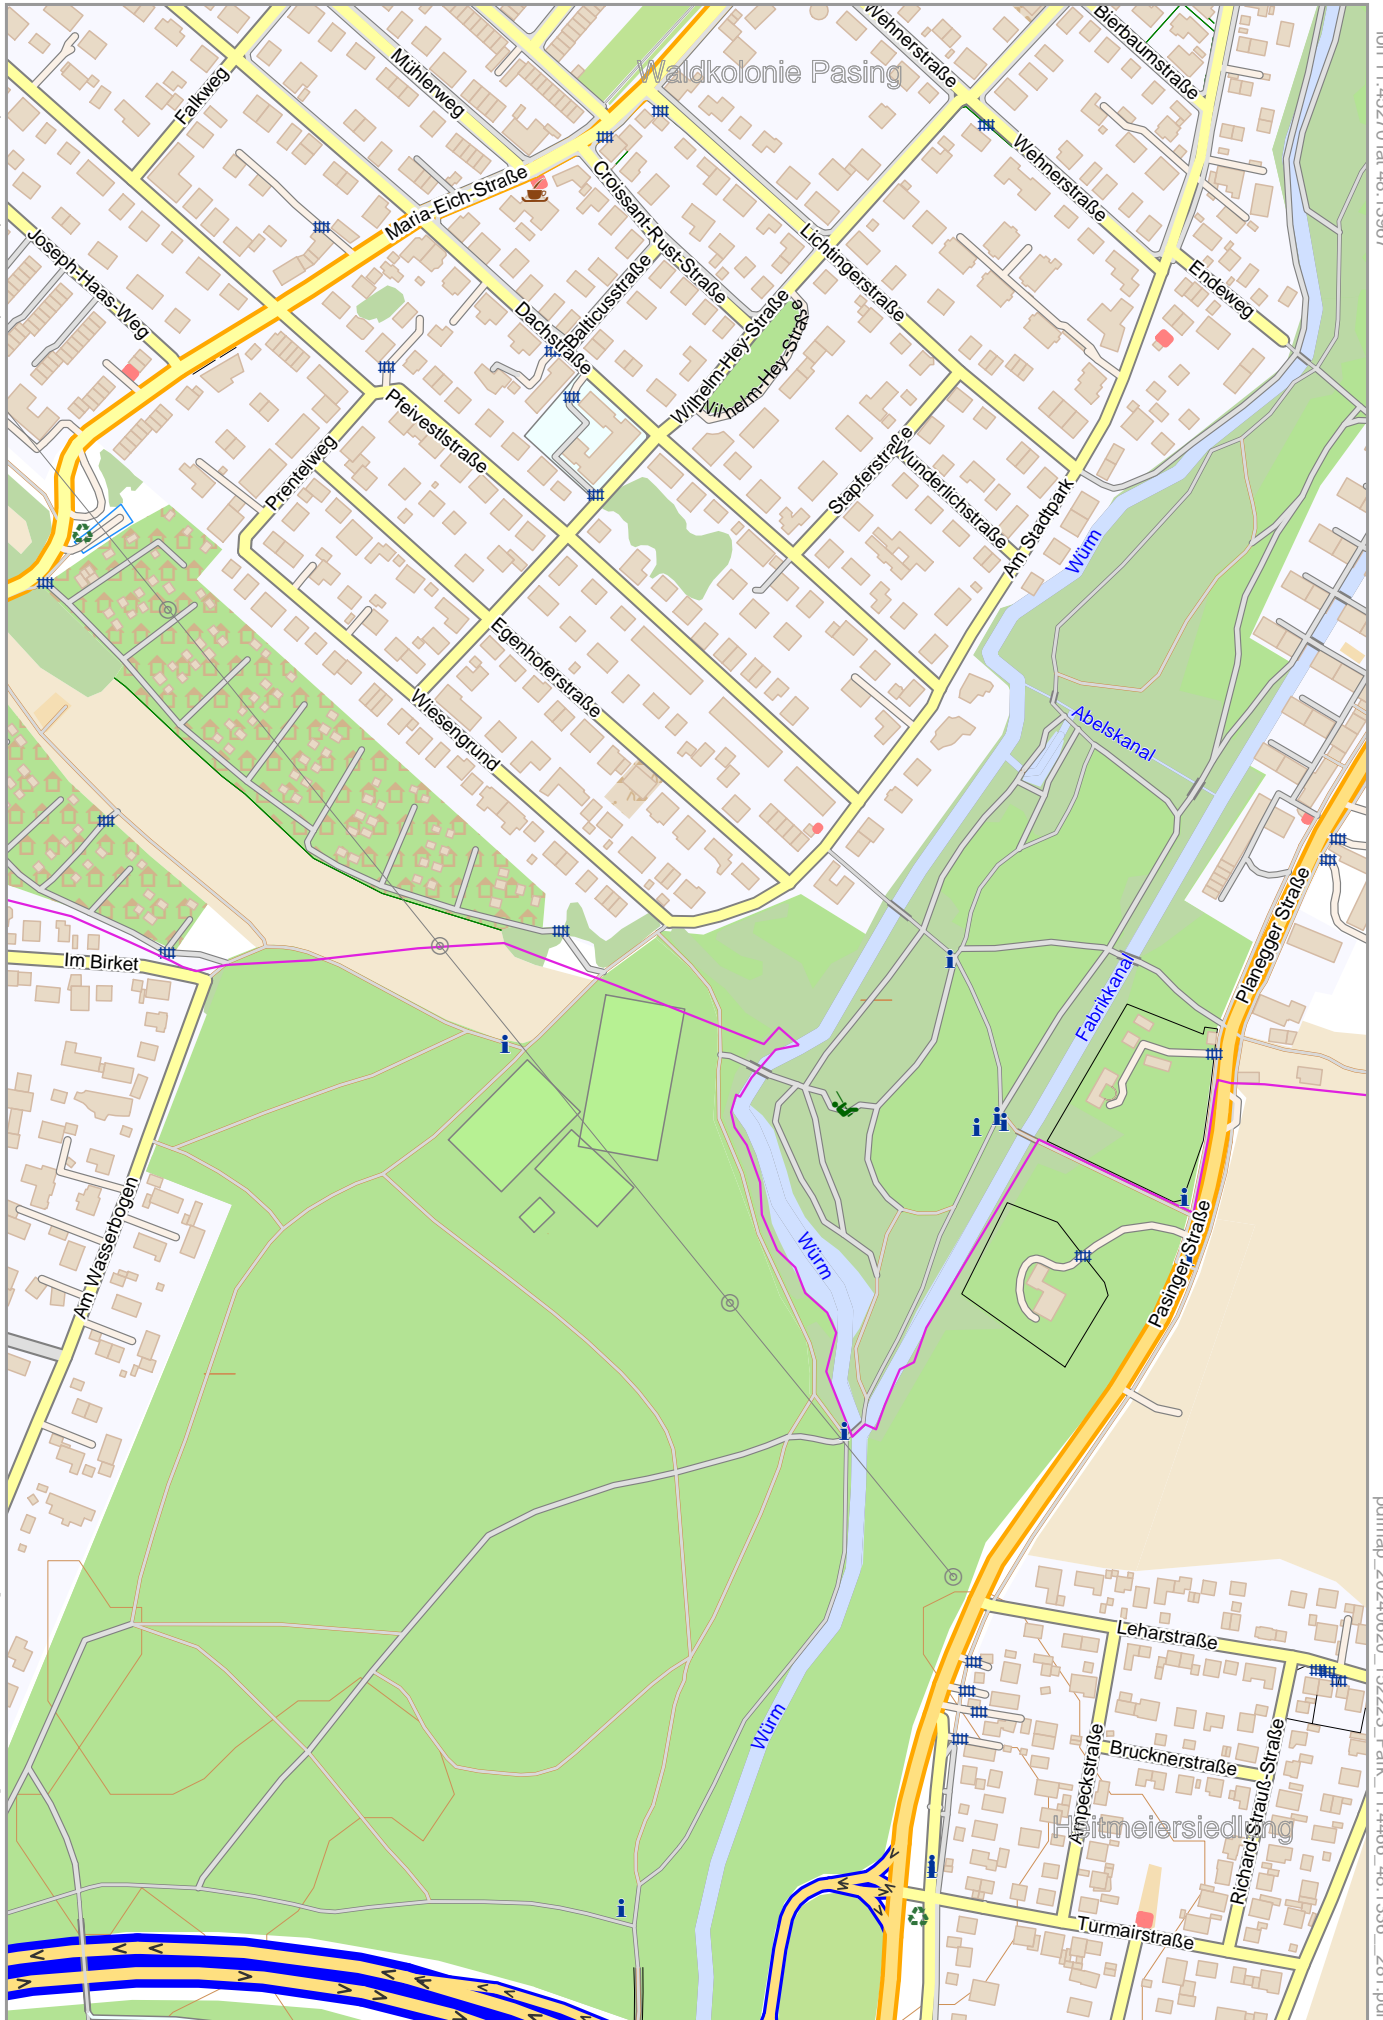 Wehnerstraße
Bierbaumstraße
Waldkolonie Pasing
Mühlerweg
Falkweg
Wehnerstraße
Maria-Eich-Straße
Croissant-Rust-Straße
Lichtingerstraße
Joseph-Haas-Weg
Endeweg
Balticusstraße
Dachstraße
Wilhelm-Hey-Straße
Wilhelm-Hey-Straße
Pfeivestlstraße
Prentelweg
Stapferstraße
Wunderlichstraße
Am Stadtpark
Würm
Egenhoferstraße
Wiesengrund
Abelskanal
Planegger Straße
Im Birket
Fabrikkanal
Am Wasserbogen
Würm
Pasinger Straße
Leharstraße
Würm
Brucknerstraße
Arnpeckstraße
Richard-Strauß-Straße
Heitmeiersiedlung
Turmairstraße